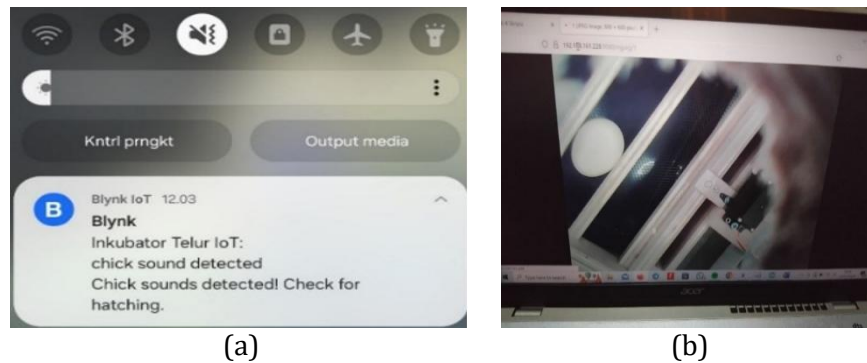 Kntrl prngkt
Output media
B
Blynk IoT 12.03
Blynk
Inkubator Telur IoT:
chick sound detected
Chick sounds detected! Check for
hatching.
acer
(a)
(b)